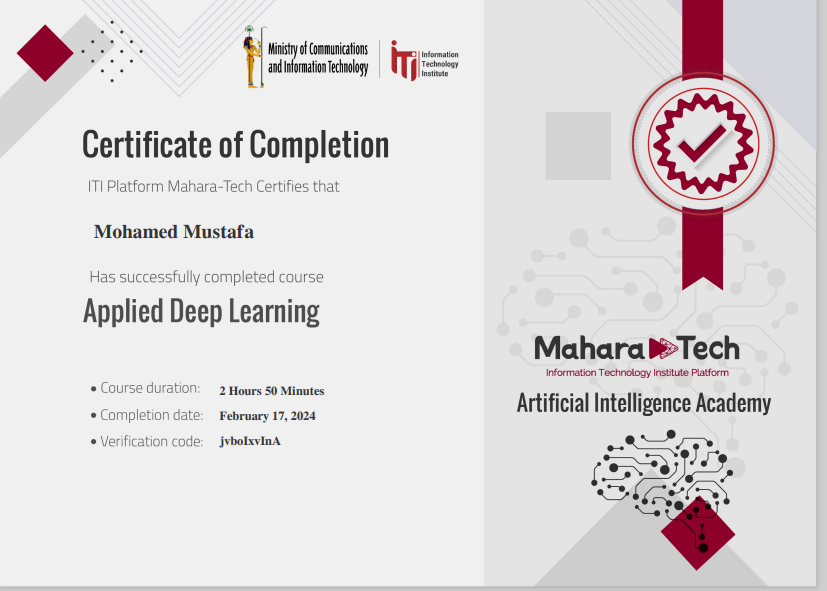 Ministry of Communications
and Information Technology
iTi
Information
Technology
Institute
Certificate of Completion
ITI Platform Mahara-Tech Certifies that
Mohamed Mustafa
Has successfully completed course
Applied Deep Learning
• Course duration: 2 Hours 50 Minutes
• Completion date: February 17, 2024
• Verification code: jvboIxvInA
Mahara Tech
Information Technology Institute Platform
Artificial Intelligence Academy